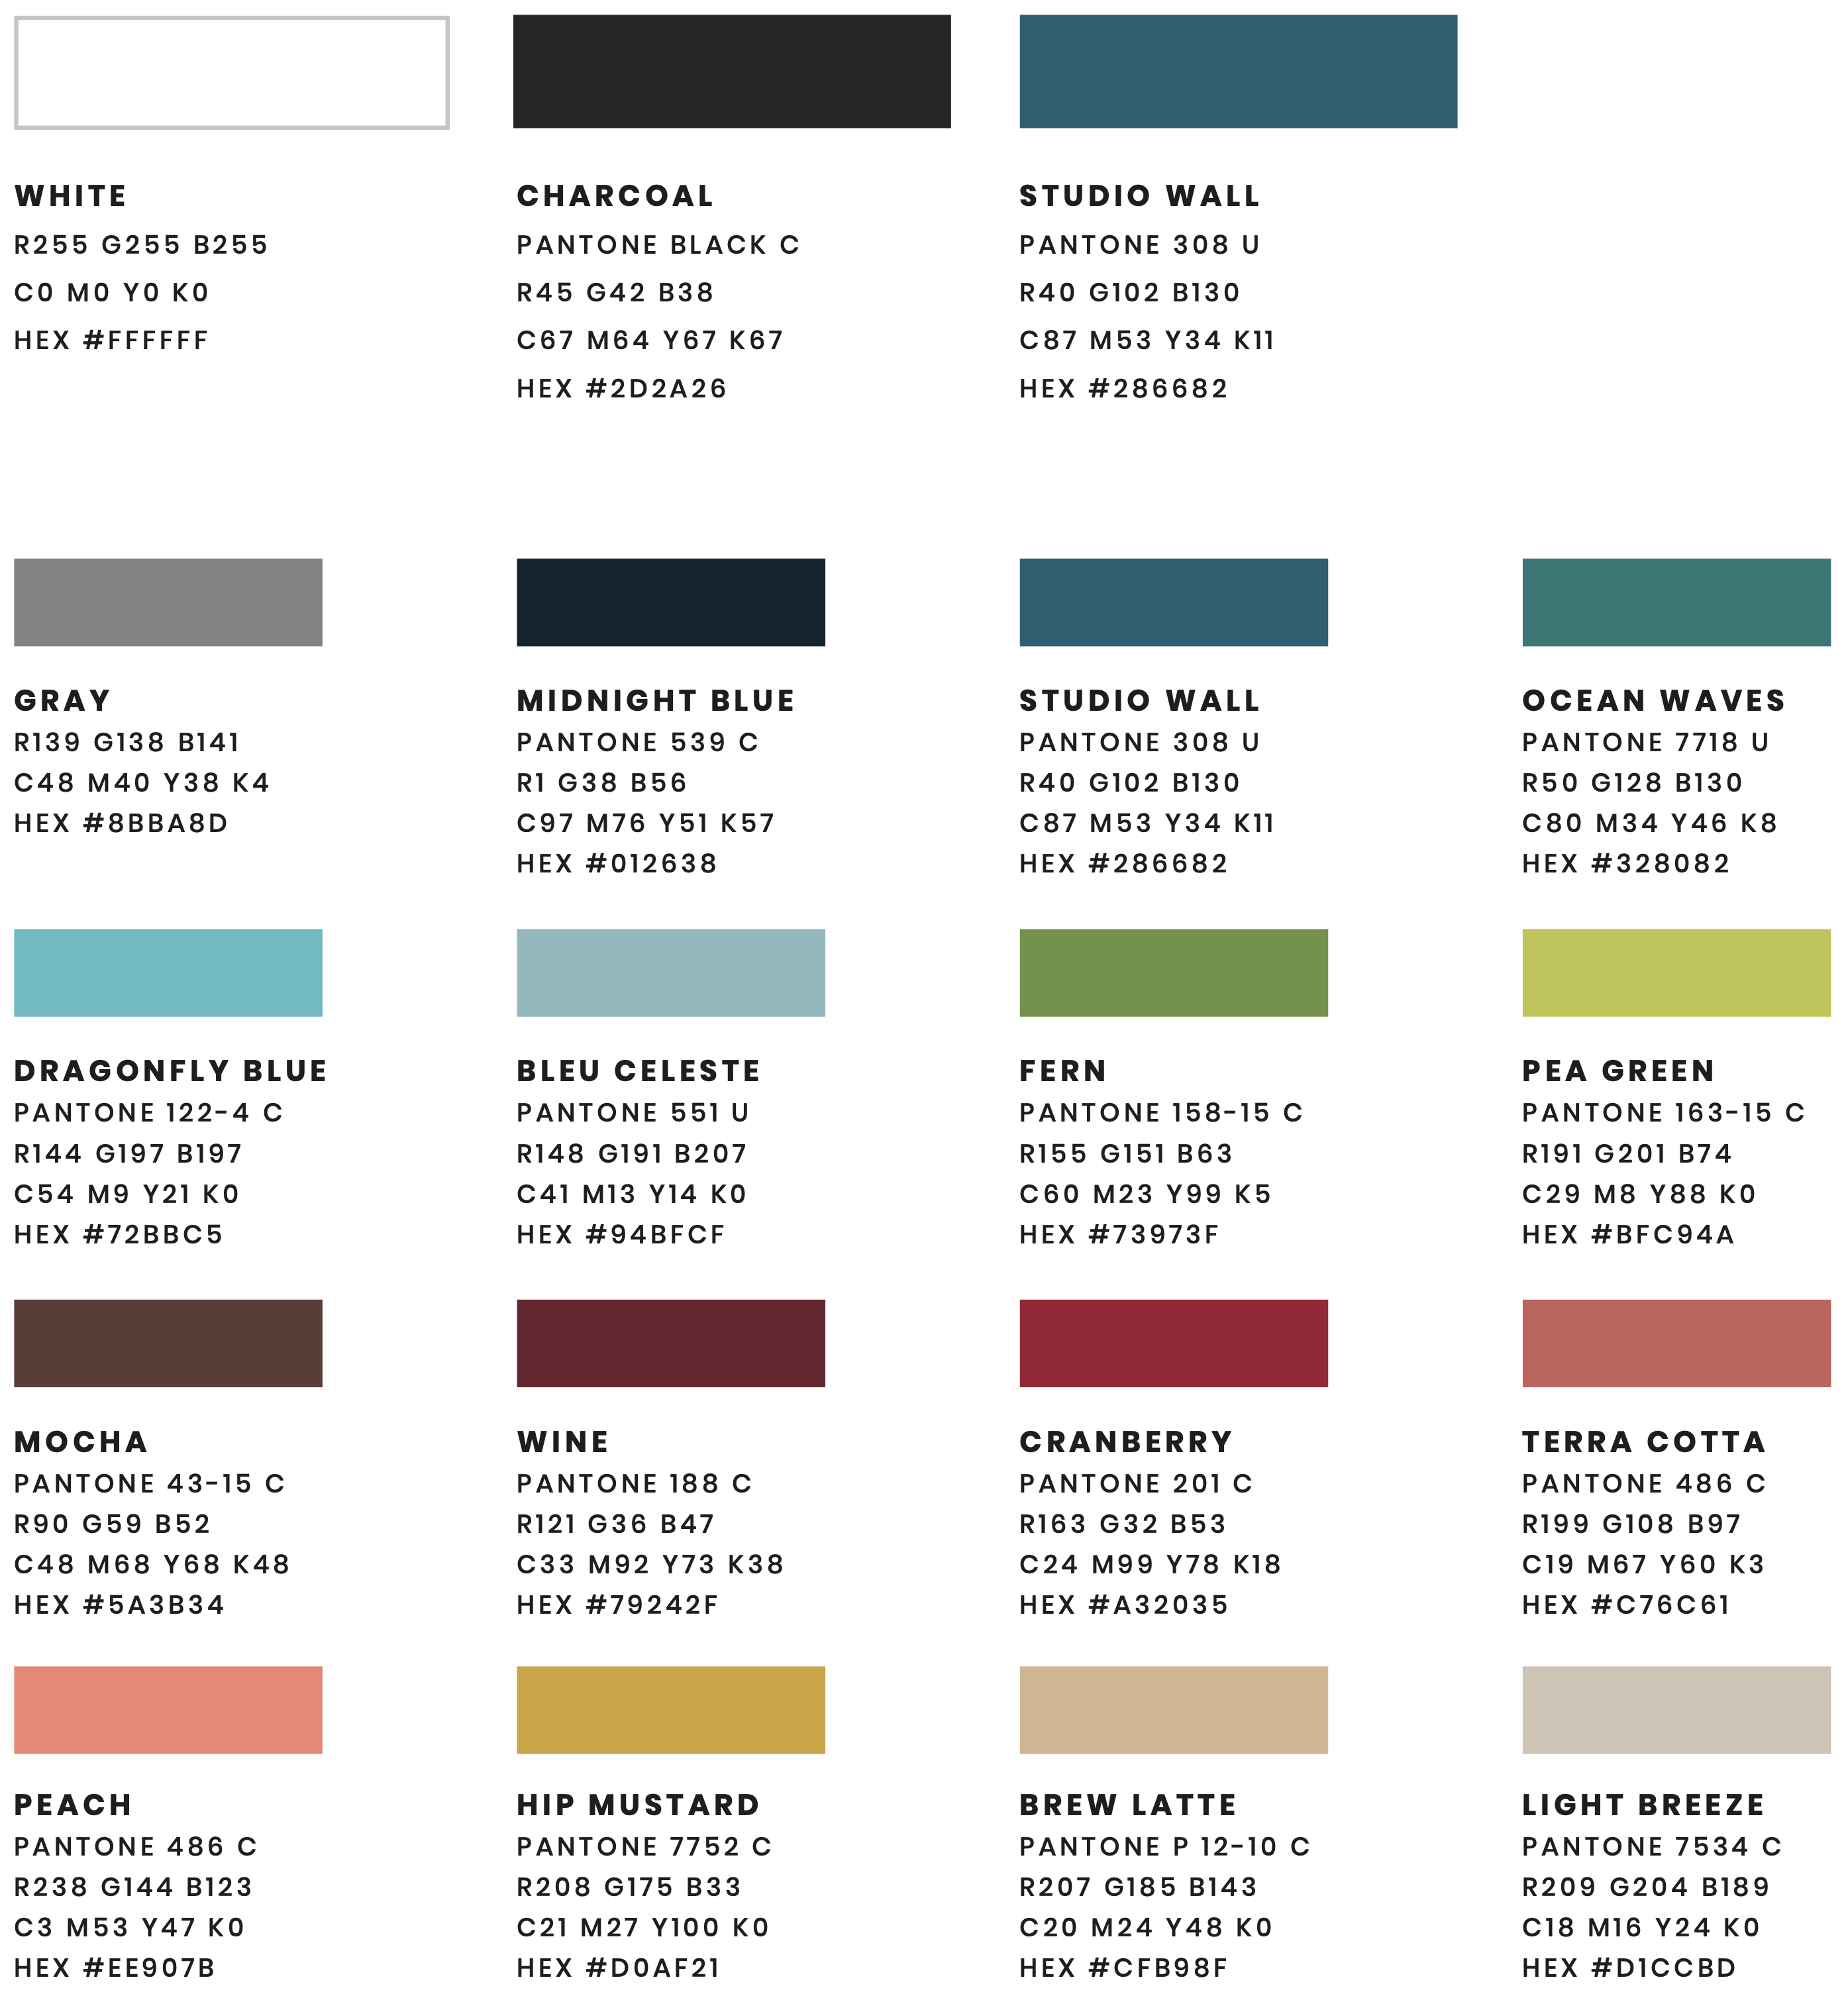 WHITE
R255 G255 B255
C0 M0 Y0 K0
HEX #FFFFFF
CHARCOAL
PANTONE BLACK C
R45 G42 B38
C67 M64 Y67 K67
HEX #2D2A26
STUDIO WALL
PANTONE 308 U
R40 G102 B130
C87 M53 Y34 K11
HEX #286682
GRAY
R139 G138 B141
C48 M40 Y38 K4
HEX #8BBA8D
MIDNIGHT BLUE
PANTONE 539 C
R1 G38 B56
C97 M76 Y51 K57
HEX #012638
STUDIO WALL
PANTONE 308 U
R40 G102 B130
C87 M53 Y34 K11
HEX #286682
OCEAN WAVES
PANTONE 7718 U
R50 G128 B130
C80 M34 Y46 K8
HEX #328082
DRAGONFLY BLUE
PANTONE 122-4 C
R144 G197 B197
C54 M9 Y21 K0
HEX #72BBC5
BLEU CELESTE
PANTONE 551 U
R148 G191 B207
C41 M13 Y14 K0
HEX #94BFCF
FERN
PANTONE 158-15 C
R155 G151 B63
C60 M23 Y99 K5
HEX #73973F
PEA GREEN
PANTONE 163-15 C
R191 G201 B74
C29 M8 Y88 K0
HEX #BFC94A
MOCHA
PANTONE 43-15 C
R90 G59 B52
C48 M68 Y68 K48
HEX #5A3B34
WINE
PANTONE 188 C
R121 G36 B47
C33 M92 Y73 K38
HEX #79242F
CRANBERRY
PANTONE 201 C
R163 G32 B53
C24 M99 Y78 K18
HEX #A32035
TERRA COTTA
PANTONE 486 C
R199 G108 B97
C19 M67 Y60 K3
HEX #C76C61
PEACH
PANTONE 486 C
R238 G144 B123
C3 M53 Y47 K0
HEX #EE907B
HIP MUSTARD
PANTONE 7752 C
R208 G175 B33
C21 M27 Y100 K0
HEX #D0AF21
BREW LATTE
PANTONE P 12-10 C
R207 G185 B143
C20 M24 Y48 K0
HEX #CFB98F
LIGHT BREEZE
PANTONE 7534 C
R209 G204 B189
C18 M16 Y24 K0
HEX #D1CCBD